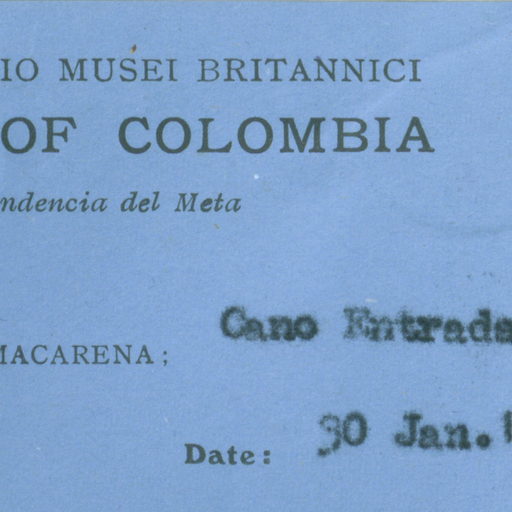 IO MUSEI BRITANNICI
OF COLOMBIA
ndencia del Meta
MACARENA; Cano Entrada
Date: 30 Jan.